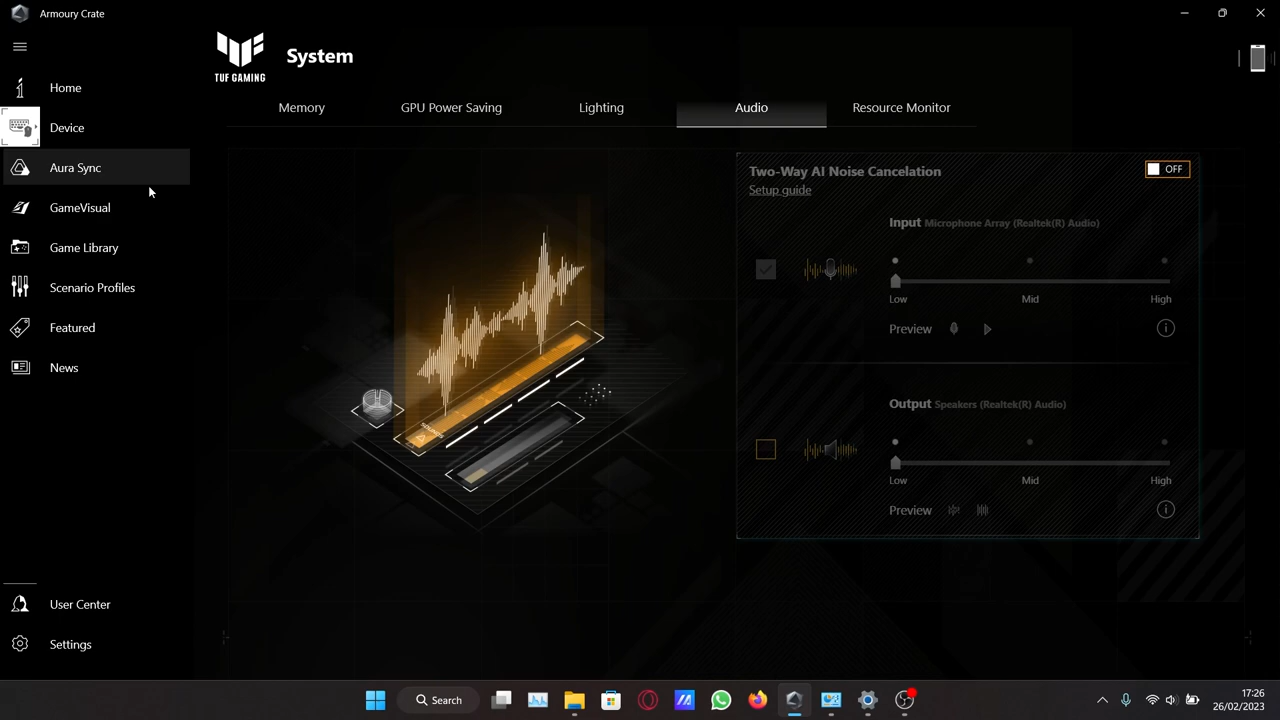 Armoury Crate
TUF GAMING
System
Home
Device
Aura Sync
GameVisual
Game Library
Scenario Profiles
Featured
News
User Center
Settings
Memory
GPU Power Saving
Lighting
Audio
Resource Monitor
SOUNDS
Two-Way AI Noise Cancelation
OFF
Setup guide
Input Microphone Array (Realtek(R) Audio)
Low Mid High
Preview
Output Speakers (Realtek(R) Audio)
Low Mid High
Preview
Search
17:26
26/02/2023